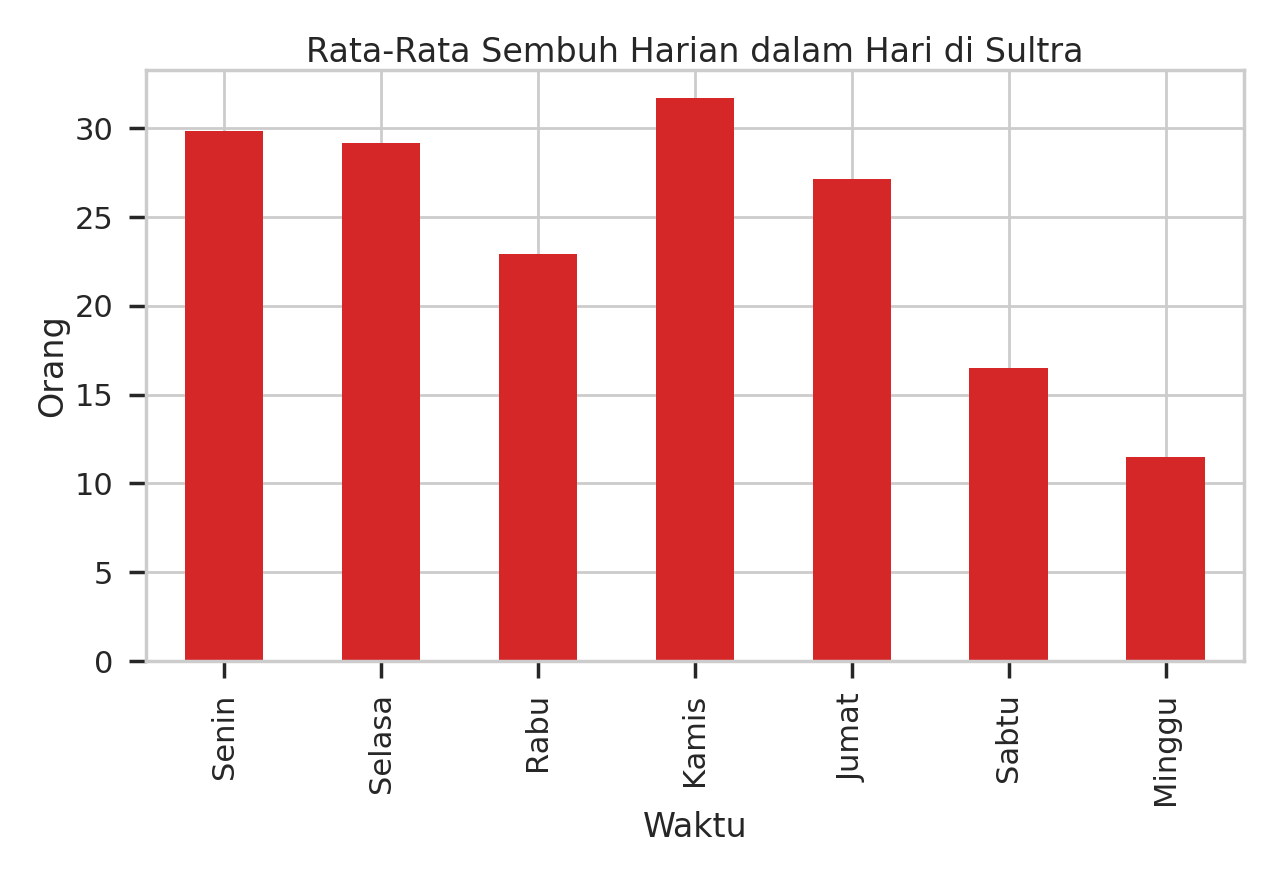 Rata-Rata Sembuh Harian dalam Hari di Sultra
Orang
30
25
20
15
10
5
0
Senin
Selasa
Rabu
Kamis
Jumat
Sabtu
Minggu
Waktu